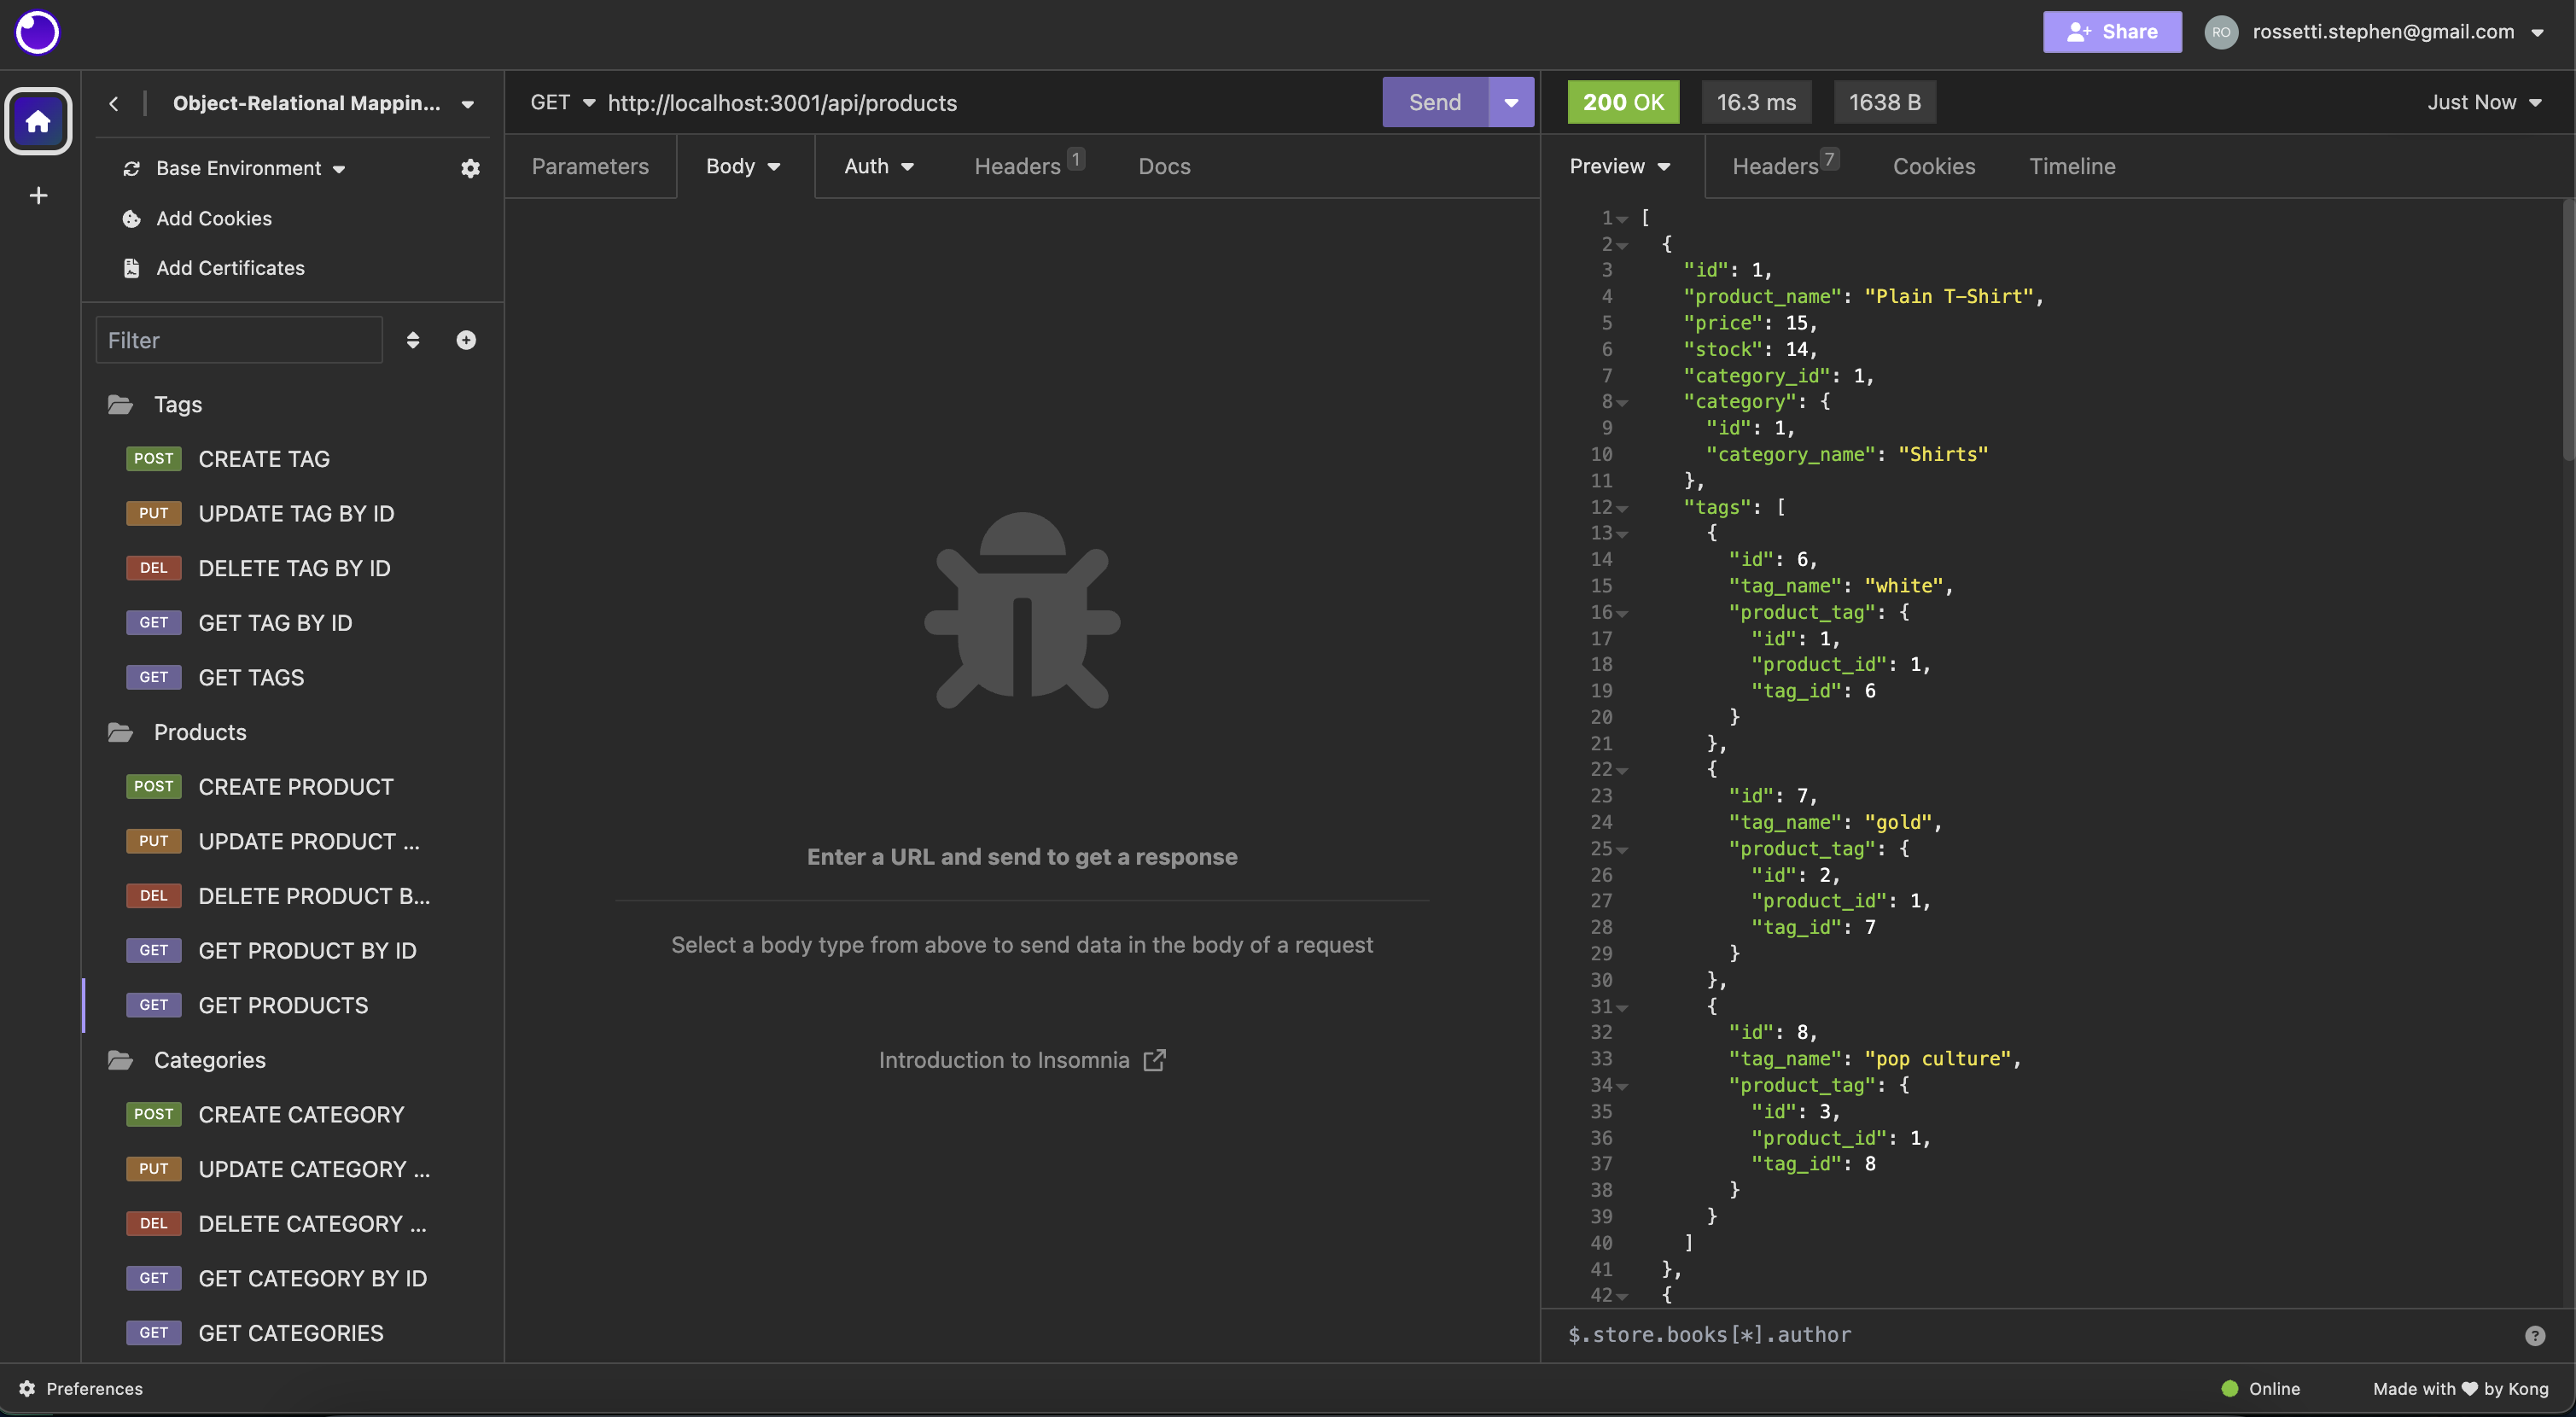 Share
RO
rossetti.stephen@gmail.com
Object-Relational Mappin...
Base Environment
Add Cookies
Add Certificates
Filter
Tags
POST CREATE TAG
PUT UPDATE TAG BY ID
DEL DELETE TAG BY ID
GET GET TAG BY ID
GET GET TAGS
Products
POST CREATE PRODUCT
PUT UPDATE PRODUCT ...
DEL DELETE PRODUCT B...
GET GET PRODUCT BY ID
GET GET PRODUCTS
Categories
POST CREATE CATEGORY
PUT UPDATE CATEGORY ...
DEL DELETE CATEGORY ...
GET GET CATEGORY BY ID
GET GET CATEGORIES
GET http://localhost:3001/api/products Send
Parameters Body Auth Headers 1 Docs
Enter a URL and send to get a response
Select a body type from above to send data in the body of a request
Introduction to Insomnia
200 OK 16.3 ms 1638 B Just Now
Preview Headers 7 Cookies Timeline
1 [
2 {
3 "id": 1,
4 "product_name": "Plain T-Shirt",
5 "price": 15,
6 "stock": 14,
7 "category_id": 1,
8 "category": {
9 "id": 1,
10 "category_name": "Shirts"
11 },
12 "tags": [
13 {
14 "id": 6,
15 "tag_name": "white",
16 "product_tag": {
17 "id": 1,
18 "product_id": 1,
19 "tag_id": 6
20 }
21 },
22 {
23 "id": 7,
24 "tag_name": "gold",
25 "product_tag": {
26 "id": 2,
27 "product_id": 1,
28 "tag_id": 7
29 }
30 },
31 {
32 "id": 8,
33 "tag_name": "pop culture",
34 "product_tag": {
35 "id": 3,
36 "product_id": 1,
37 "tag_id": 8
38 }
39 }
40 ]
41 },
42 {
$.store.books[*].author
Preferences
Online
Made with ♥ by Kong